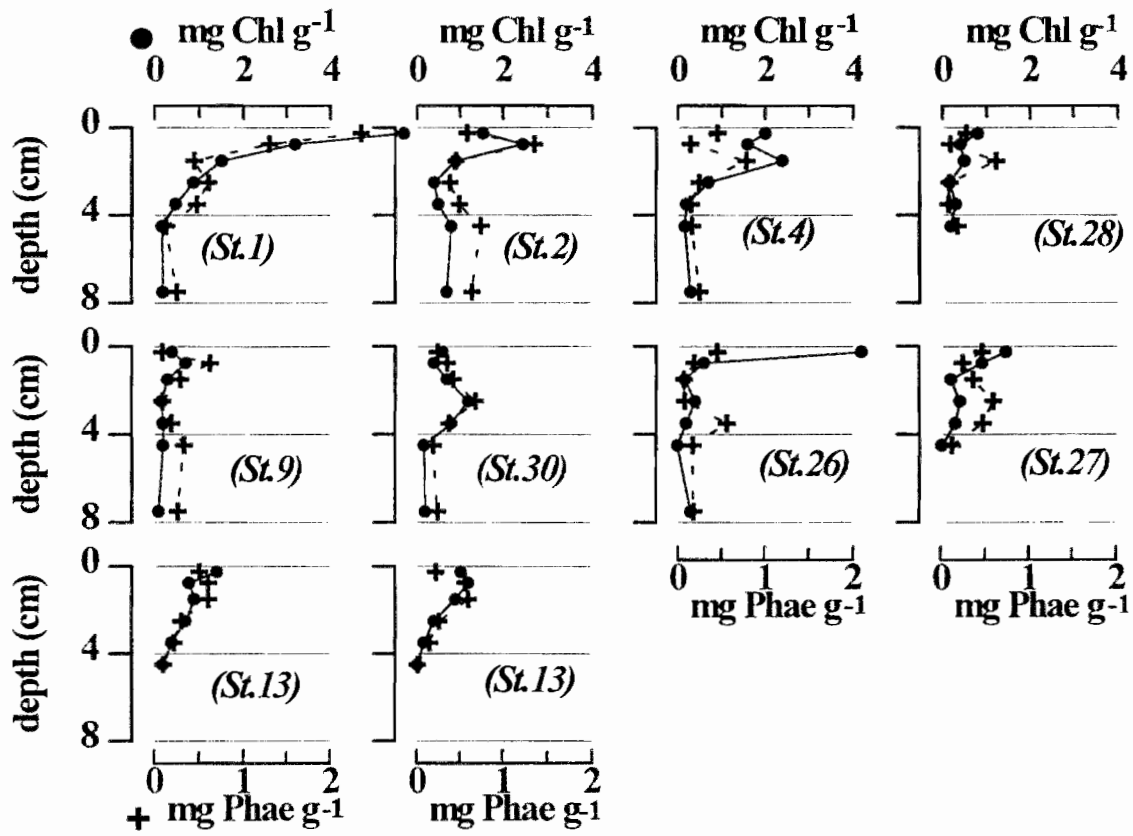 ● mg Chl g-1 mg Chl g-1 mg Chl g-1 mg Chl g-1
0 2 4 0 2 4 0 2 4 0 2 4
depth (cm) 0 4 8 (St.1) (St.2) (St.4) (St.28)
depth (cm) 0 4 8 (St.9) (St.30) (St.26) (St.27)
0 1 2 0 1 2
mg Phae g-1 mg Phae g-1
depth (cm) 0 4 8 (St.13) (St.13)
0 1 2 0 1 2
+ mg Phae g-1 mg Phae g-1